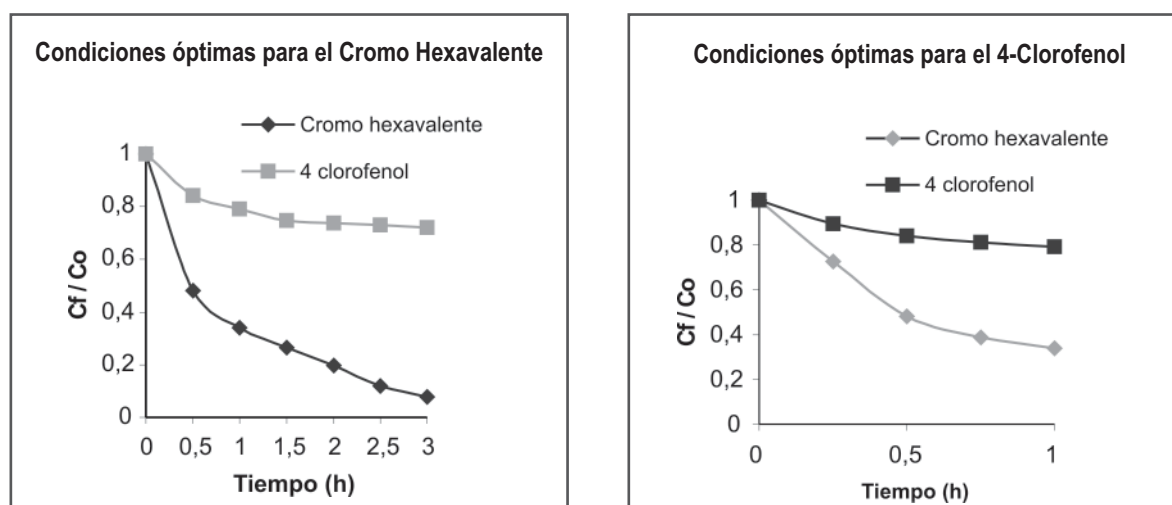 Condiciones óptimas para el Cromo Hexavalente
Cromo hexavalente
4 clorofenol
1
0,8
0,6
0,4
0,2
0
Cf / Co
0 0,5 1 1,5 2 2,5 3
Tiempo (h)
Condiciones óptimas para el 4-Clorofenol
Cromo hexavalente
4 clorofenol
1
0,8
0,6
0,4
0,2
0
Cf / Co
0 0,5 1
Tiempo (h)